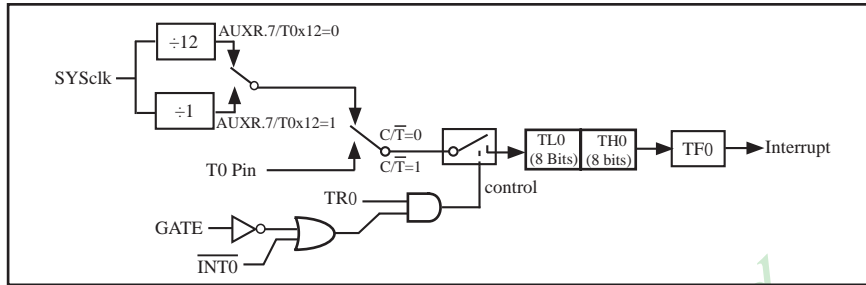 ÷12
AUXR.7/T0x12=0
SYSclk
÷1
AUXR.7/T0x12=1
C/T̅=0
C/T̅=1
T0 Pin
TL0
(8 Bits)
TH0
(8 bits)
TF0
Interrupt
control
TR0
GATE
I̅N̅T̅0̅